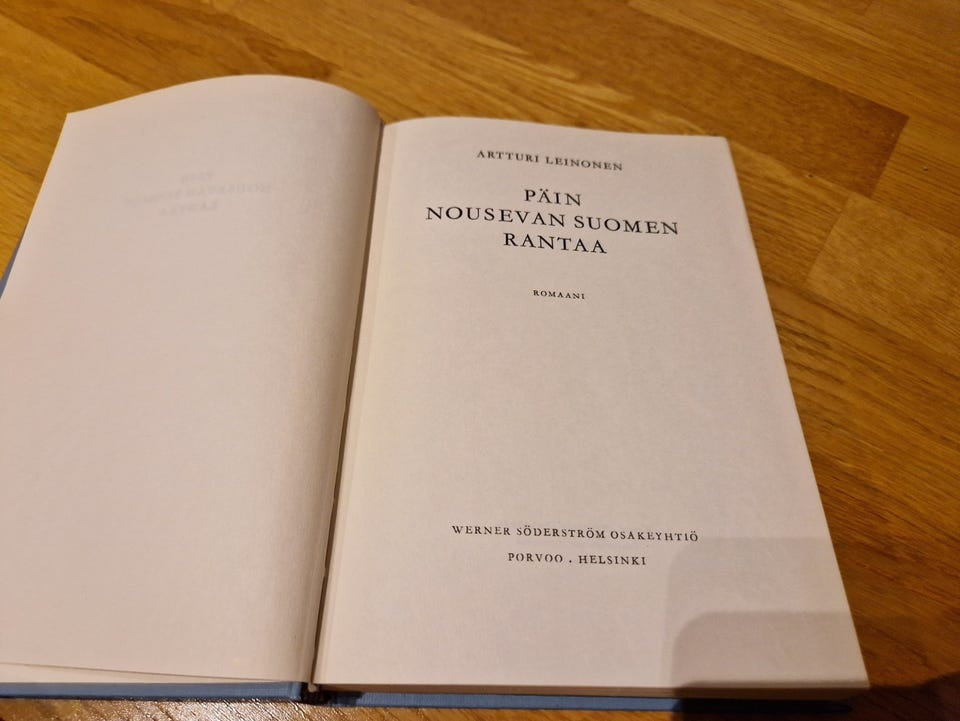 ARTTURI LEINONEN
PÄIN
NOUSEVAN SUOMEN
RANTAA
ROMAANI
WERNER SÖDERSTRÖM OSAKEYHTIÖ
PORVOO . HELSINKI